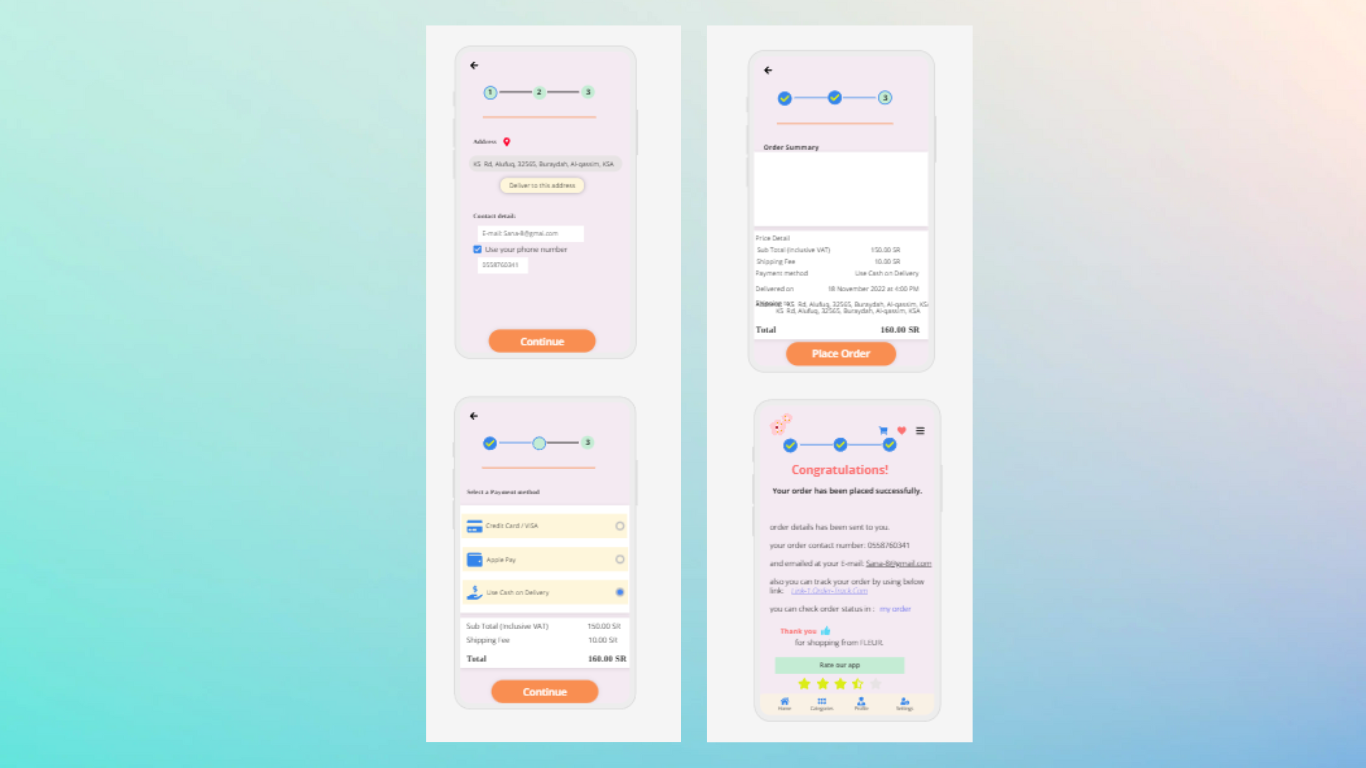 1 2 3
Address
KS Rd, Alufuq, 32565, Buraydah, Al-qassim, KSA
Deliver to this address
Contact details
E-mail: Sana-8@gmai.com
Use your phone number
0558760341
Continue
3
Select a Payment method
Credit Card / VISA
Apple Pay
Use Cash on Delivery
Sub Total (Inclusive VAT) 150.00 SR
Shipping Fee 10.00 SR
Total 160.00 SR
Continue
3
Order Summary
Price Detail
Sub Total (Inclusive VAT) 150.00 SR
Shipping Fee 10.00 SR
Payment method Use Cash on Delivery
Delivered on 18 November 2022 at 4:00 PM
KS Rd, Alufuq, 32565, Buraydah, Al-qassim, KS
KS Rd, Alufuq, 32565, Buraydah, Al-qassim, KSA
Total 160.00 SR
Place Order
Congratulations!
Your order has been placed successfully.
order details has been sent to you.
your order contact number: 0558760341
and emailed at your E-mail: Sana-8@gmail.com
also you can track your order by using below
link: Link-1.Order-Track.Com
you can check order status in : my order
Thank you
for shopping from FLEUR.
Rate our app
Home Categories Profile Settings